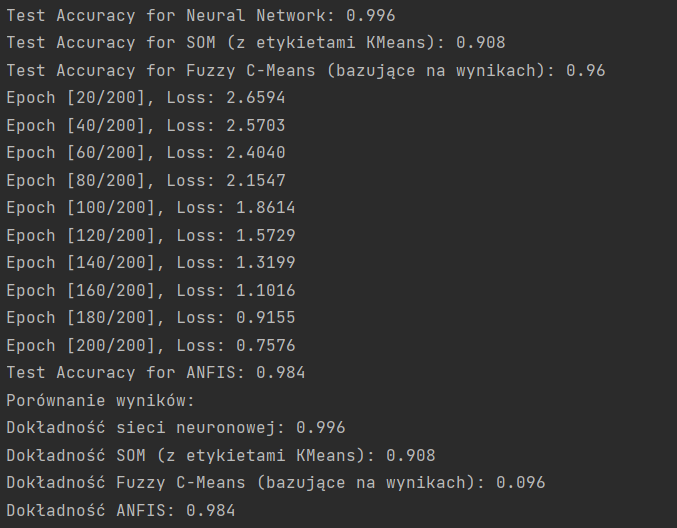 Test Accuracy for Neural Network: 0.996
Test Accuracy for SOM (z etykietami KMeans): 0.908
Test Accuracy for Fuzzy C-Means (bazujące na wynikach): 0.96
Epoch [20/200], Loss: 2.6594
Epoch [40/200], Loss: 2.5703
Epoch [60/200], Loss: 2.4040
Epoch [80/200], Loss: 2.1547
Epoch [100/200], Loss: 1.8614
Epoch [120/200], Loss: 1.5729
Epoch [140/200], Loss: 1.3199
Epoch [160/200], Loss: 1.1016
Epoch [180/200], Loss: 0.9155
Epoch [200/200], Loss: 0.7576
Test Accuracy for ANFIS: 0.984
Porównanie wyników:
Dokładność sieci neuronowej: 0.996
Dokładność SOM (z etykietami KMeans): 0.908
Dokładność Fuzzy C-Means (bazujące na wynikach): 0.096
Dokładność ANFIS: 0.984